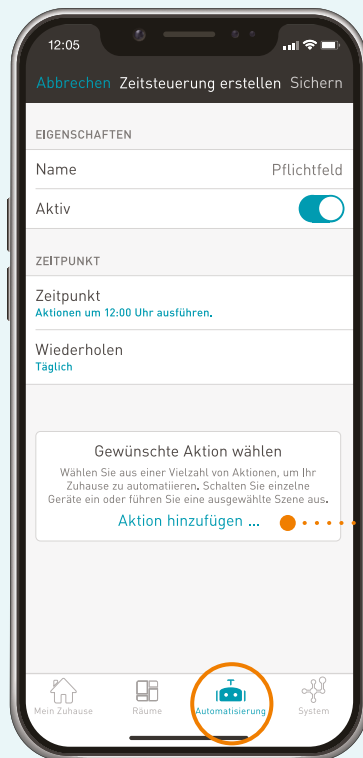 12:05
Abbrechen Zeitsteuerung erstellen Sichern
EIGENSCHAFTEN
Name Pflichtfeld
Aktiv
ZEITPUNKT
Zeitpunkt
Aktionen um 12:00 Uhr ausführen.
Wiederholen
Täglich
Gewünschte Aktion wählen
Wählen Sie aus einer Vielzahl von Aktionen, um Ihr
Zuhause zu automatiieren. Schalten Sie einzelne
Geräte ein oder führen Sie eine ausgewählte Szene aus.
Aktion hinzufügen ...
Mein Zuhause Räume Automatisierung System